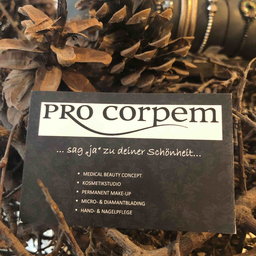 PRO corpem
... sag „ja“ zu deiner Schönheit...
• MEDICAL BEAUTY CONCEPT
• KOSMETIKSTUDIO
• PERMANENT MAKE-UP
• MICRO- & DIAMANTBLADING
• HAND- & NAGELPFLEGE